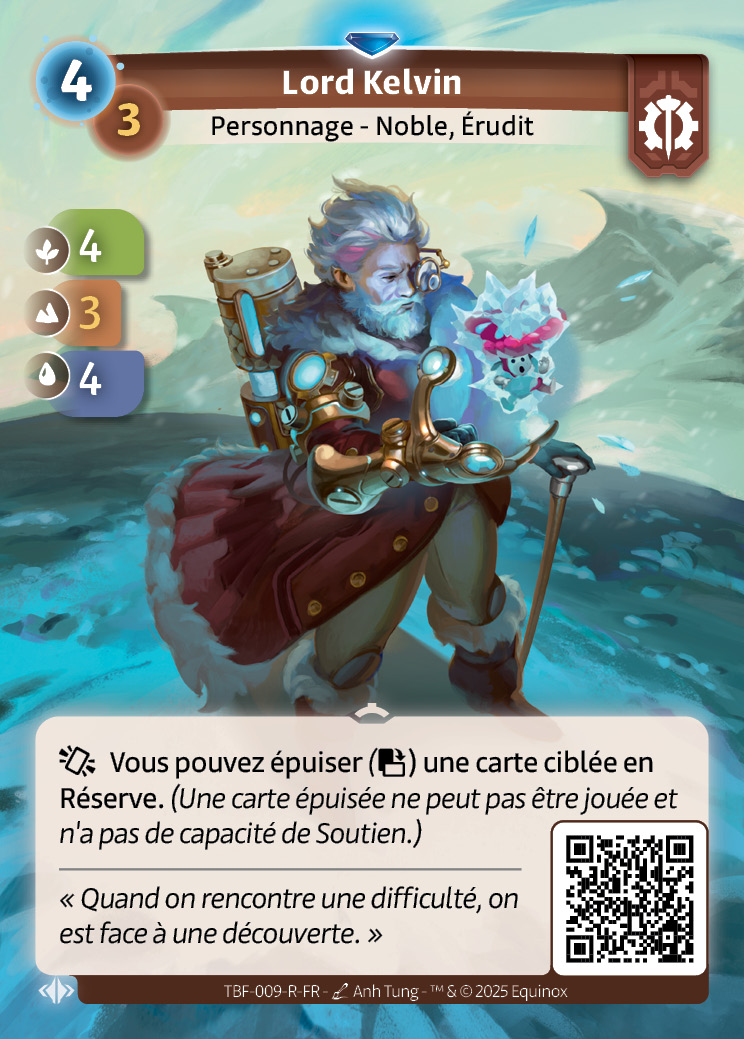 4
Lord Kelvin
3
Personnage - Noble, Érudit
4
3
4
Vous pouvez épuiser () une carte ciblée en
Réserve. (Une carte épuisée ne peut pas être jouée et
n'a pas de capacité de Soutien.)
« Quand on rencontre une difficulté, on
est face à une découverte. »
TBF-009-R-FR - Anh Tung - ™ & © 2025 Equinox